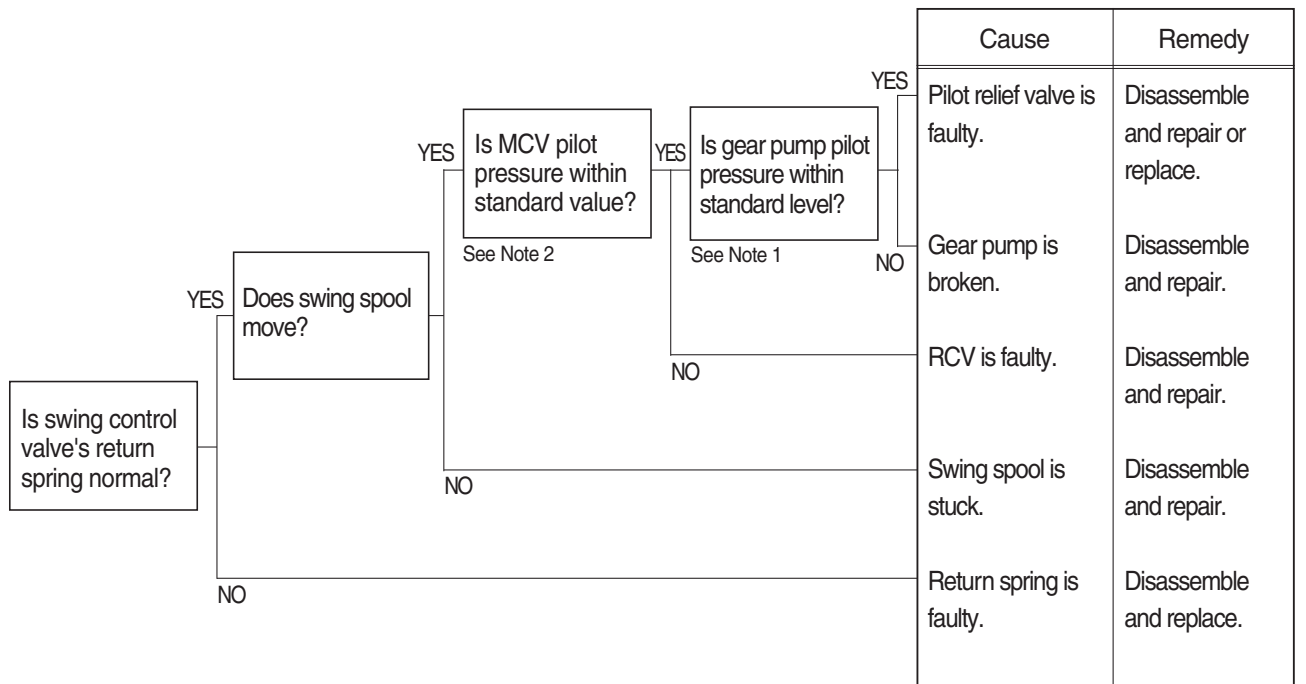 Cause
Remedy
YES
Pilot relief valve is
faulty.
Disassemble
and repair or
replace.
YES
Is MCV pilot
pressure within
standard value?
See Note 2
YES
Is gear pump pilot
pressure within
standard level?
See Note 1
NO
Gear pump is
broken.
Disassemble
and repair.
YES
Does swing spool
move?
NO
RCV is faulty.
Disassemble
and repair.
Is swing control
valve's return
spring normal?
NO
Swing spool is
stuck.
Disassemble
and repair.
NO
Return spring is
faulty.
Disassemble
and replace.